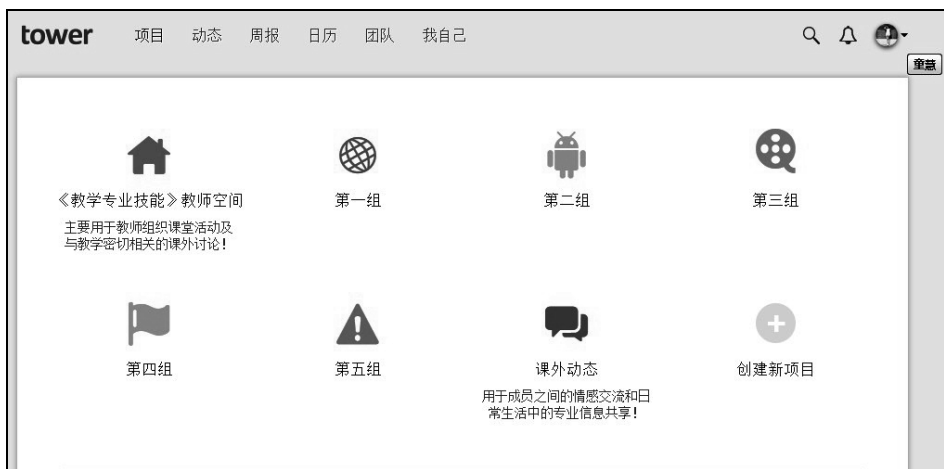 tower 项目 动态 周报 日历 团队 我自己
童慧
《教学专业技能》教师空间 第一组 第二组 第三组
主要用于教师组织课堂活动及
与教学密切相关的课外讨论!
第四组 第五组 课外动态 创建新项目
用于成员之间的情感交流和日
常生活中的专业信息共享!